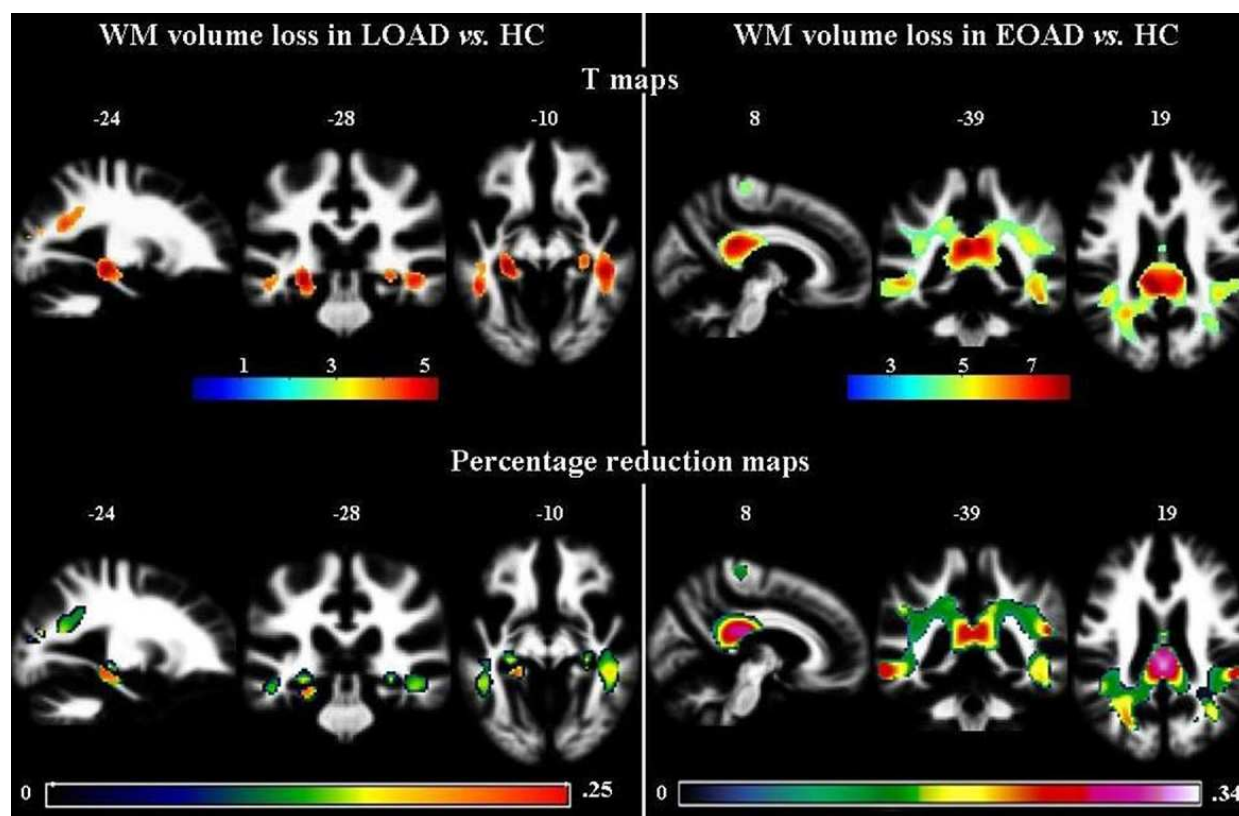 WM volume loss in LOAD vs. HC
WM volume loss in EOAD vs. HC
T maps
-24 -28 -10
8 -39 19
1 3 5
3 5 7
Percentage reduction maps
-24 -28 -10
8 -39 19
0 .25
0 .34